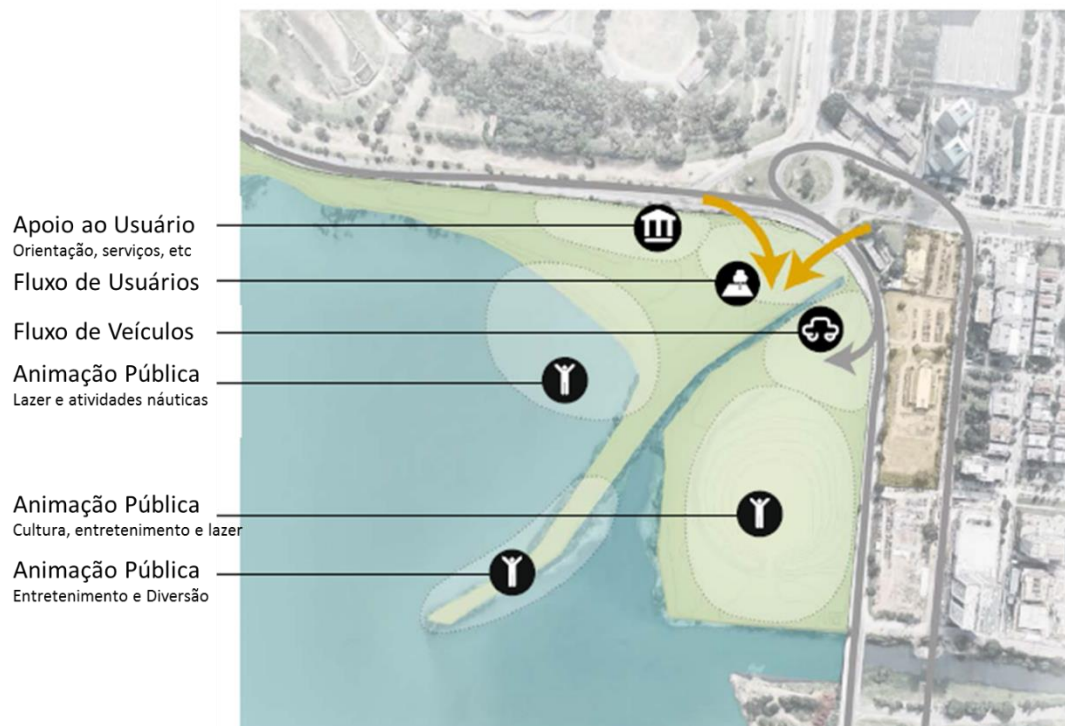 Apoio ao Usuário
Orientação, serviços, etc
Fluxo de Usuários
Fluxo de Veículos
Animação Pública
Lazer e atividades náuticas
Animação Pública
Cultura, entretenimento e lazer
Animação Pública
Entretenimento e Diversão